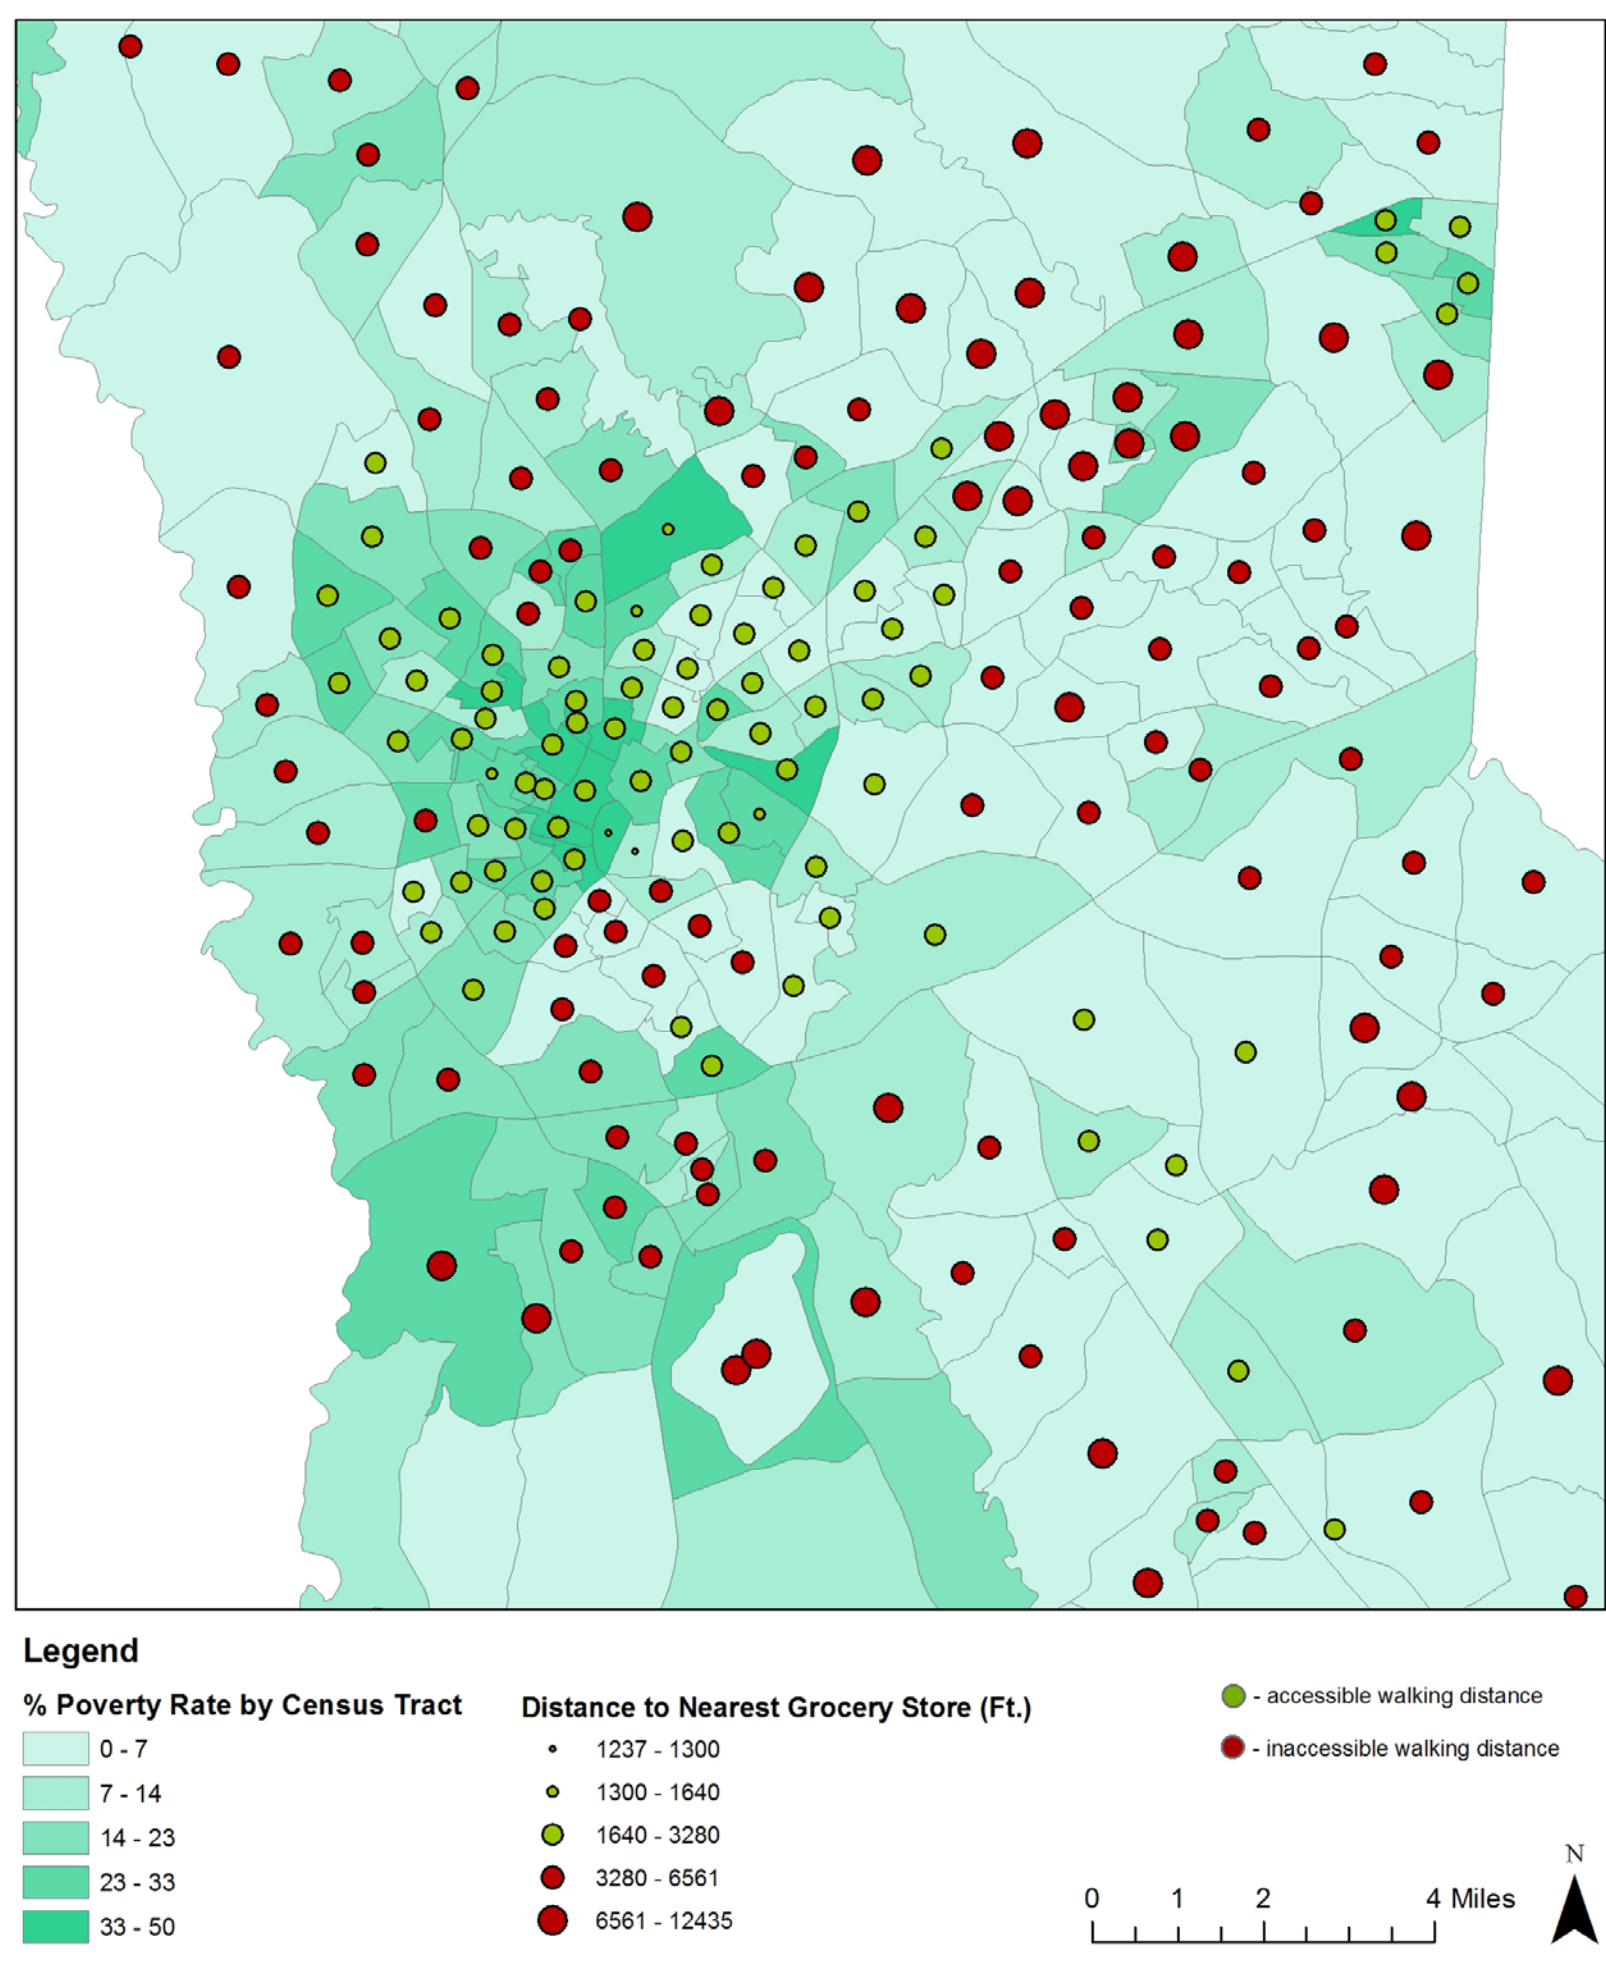 Legend
% Poverty Rate by Census Tract
0 - 7
7 - 14
14 - 23
23 - 33
33 - 50
Distance to Nearest Grocery Store (Ft.)
1237 - 1300
1300 - 1640
1640 - 3280
3280 - 6561
6561 - 12435
- accessible walking distance
- inaccessible walking distance
0 1 2 4 Miles
N